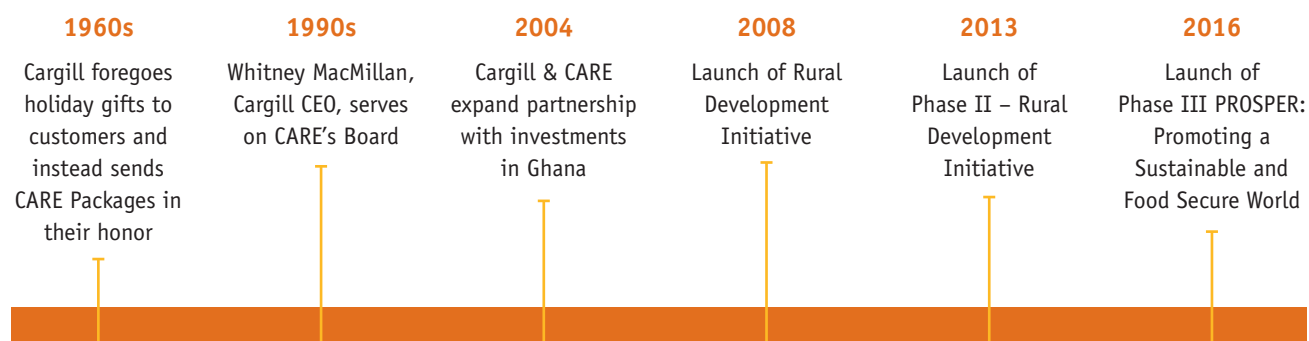 1960s
Cargill foregoes
holiday gifts to
customers and
instead sends
CARE Packages in
their honor
1990s
Whitney MacMillan,
Cargill CEO, serves
on CARE's Board
2004
Cargill & CARE
expand partnership
with investments
in Ghana
2008
Launch of Rural
Development
Initiative
2013
Launch of
Phase II – Rural
Development
Initiative
2016
Launch of
Phase III PROSPER:
Promoting a
Sustainable and
Food Secure World